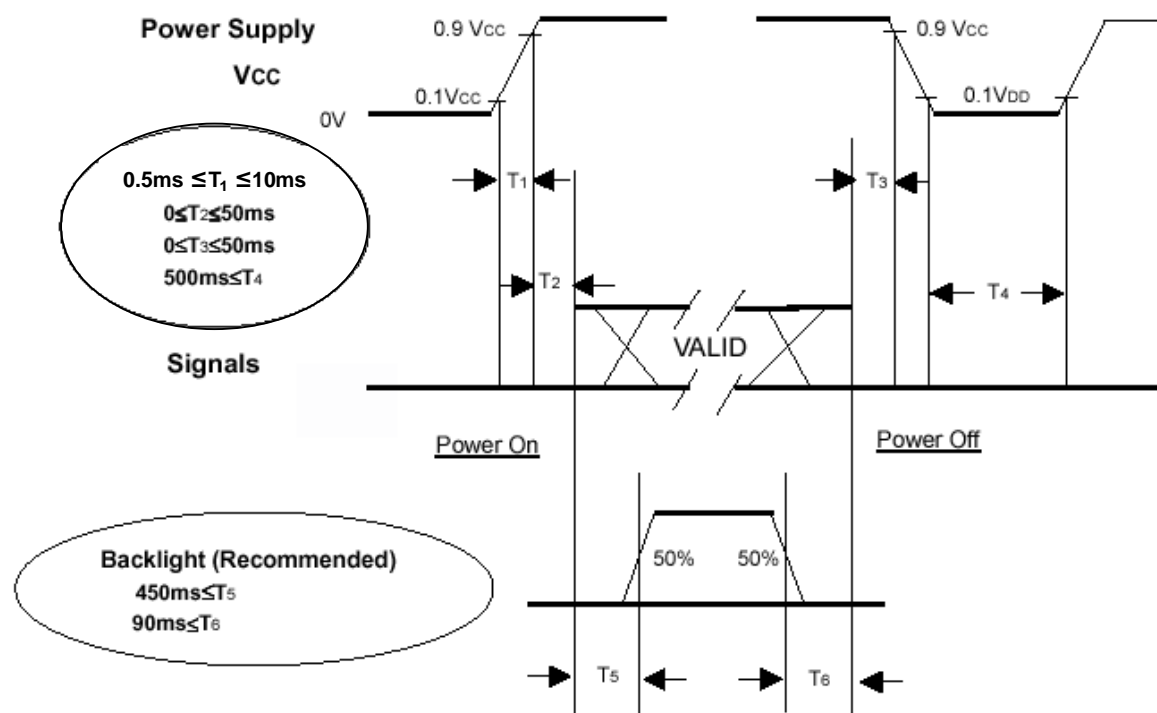 Power Supply
VCC
0.9 VCC
0.9 VCC
0.1VCC
0.1VDD
0V
0.5ms ≤T1 ≤10ms
0≤T2≤50ms
0≤T3≤50ms
500ms≤T4
T1
T3
T2
T4
Signals
VALID
Power On
Power Off
Backlight (Recommended)
450ms≤T5
90ms≤T6
50%
50%
T5
T6